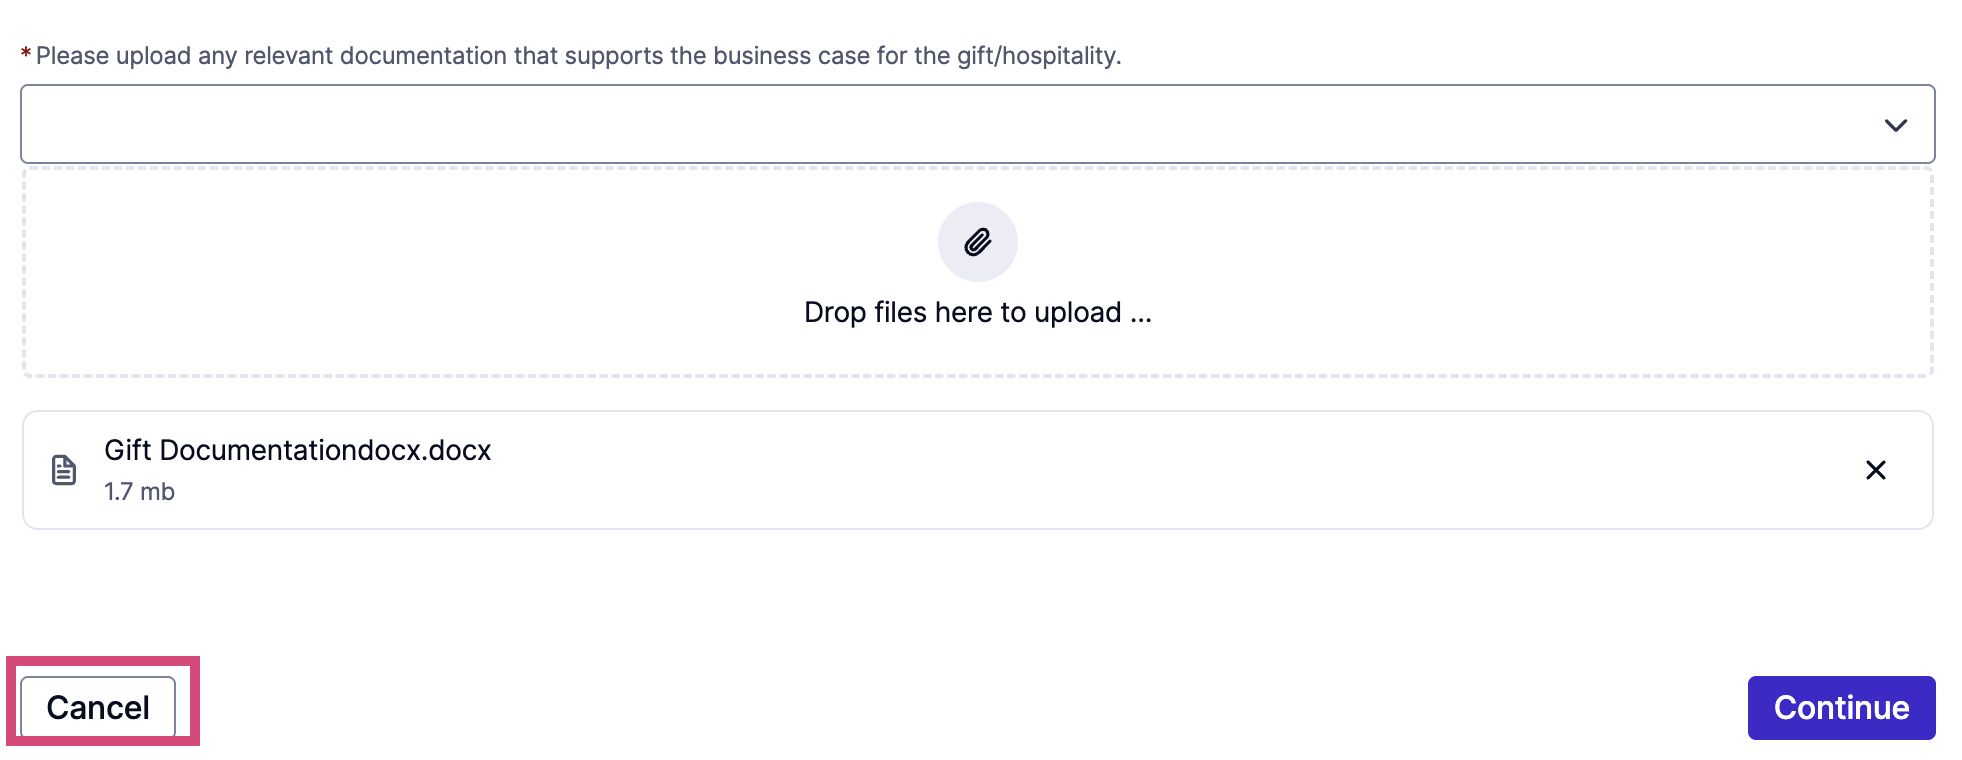 *Please upload any relevant documentation that supports the business case for the gift/hospitality.
Drop files here to upload ...
Gift Documentationdocx.docx
1.7 mb
Cancel
Continue